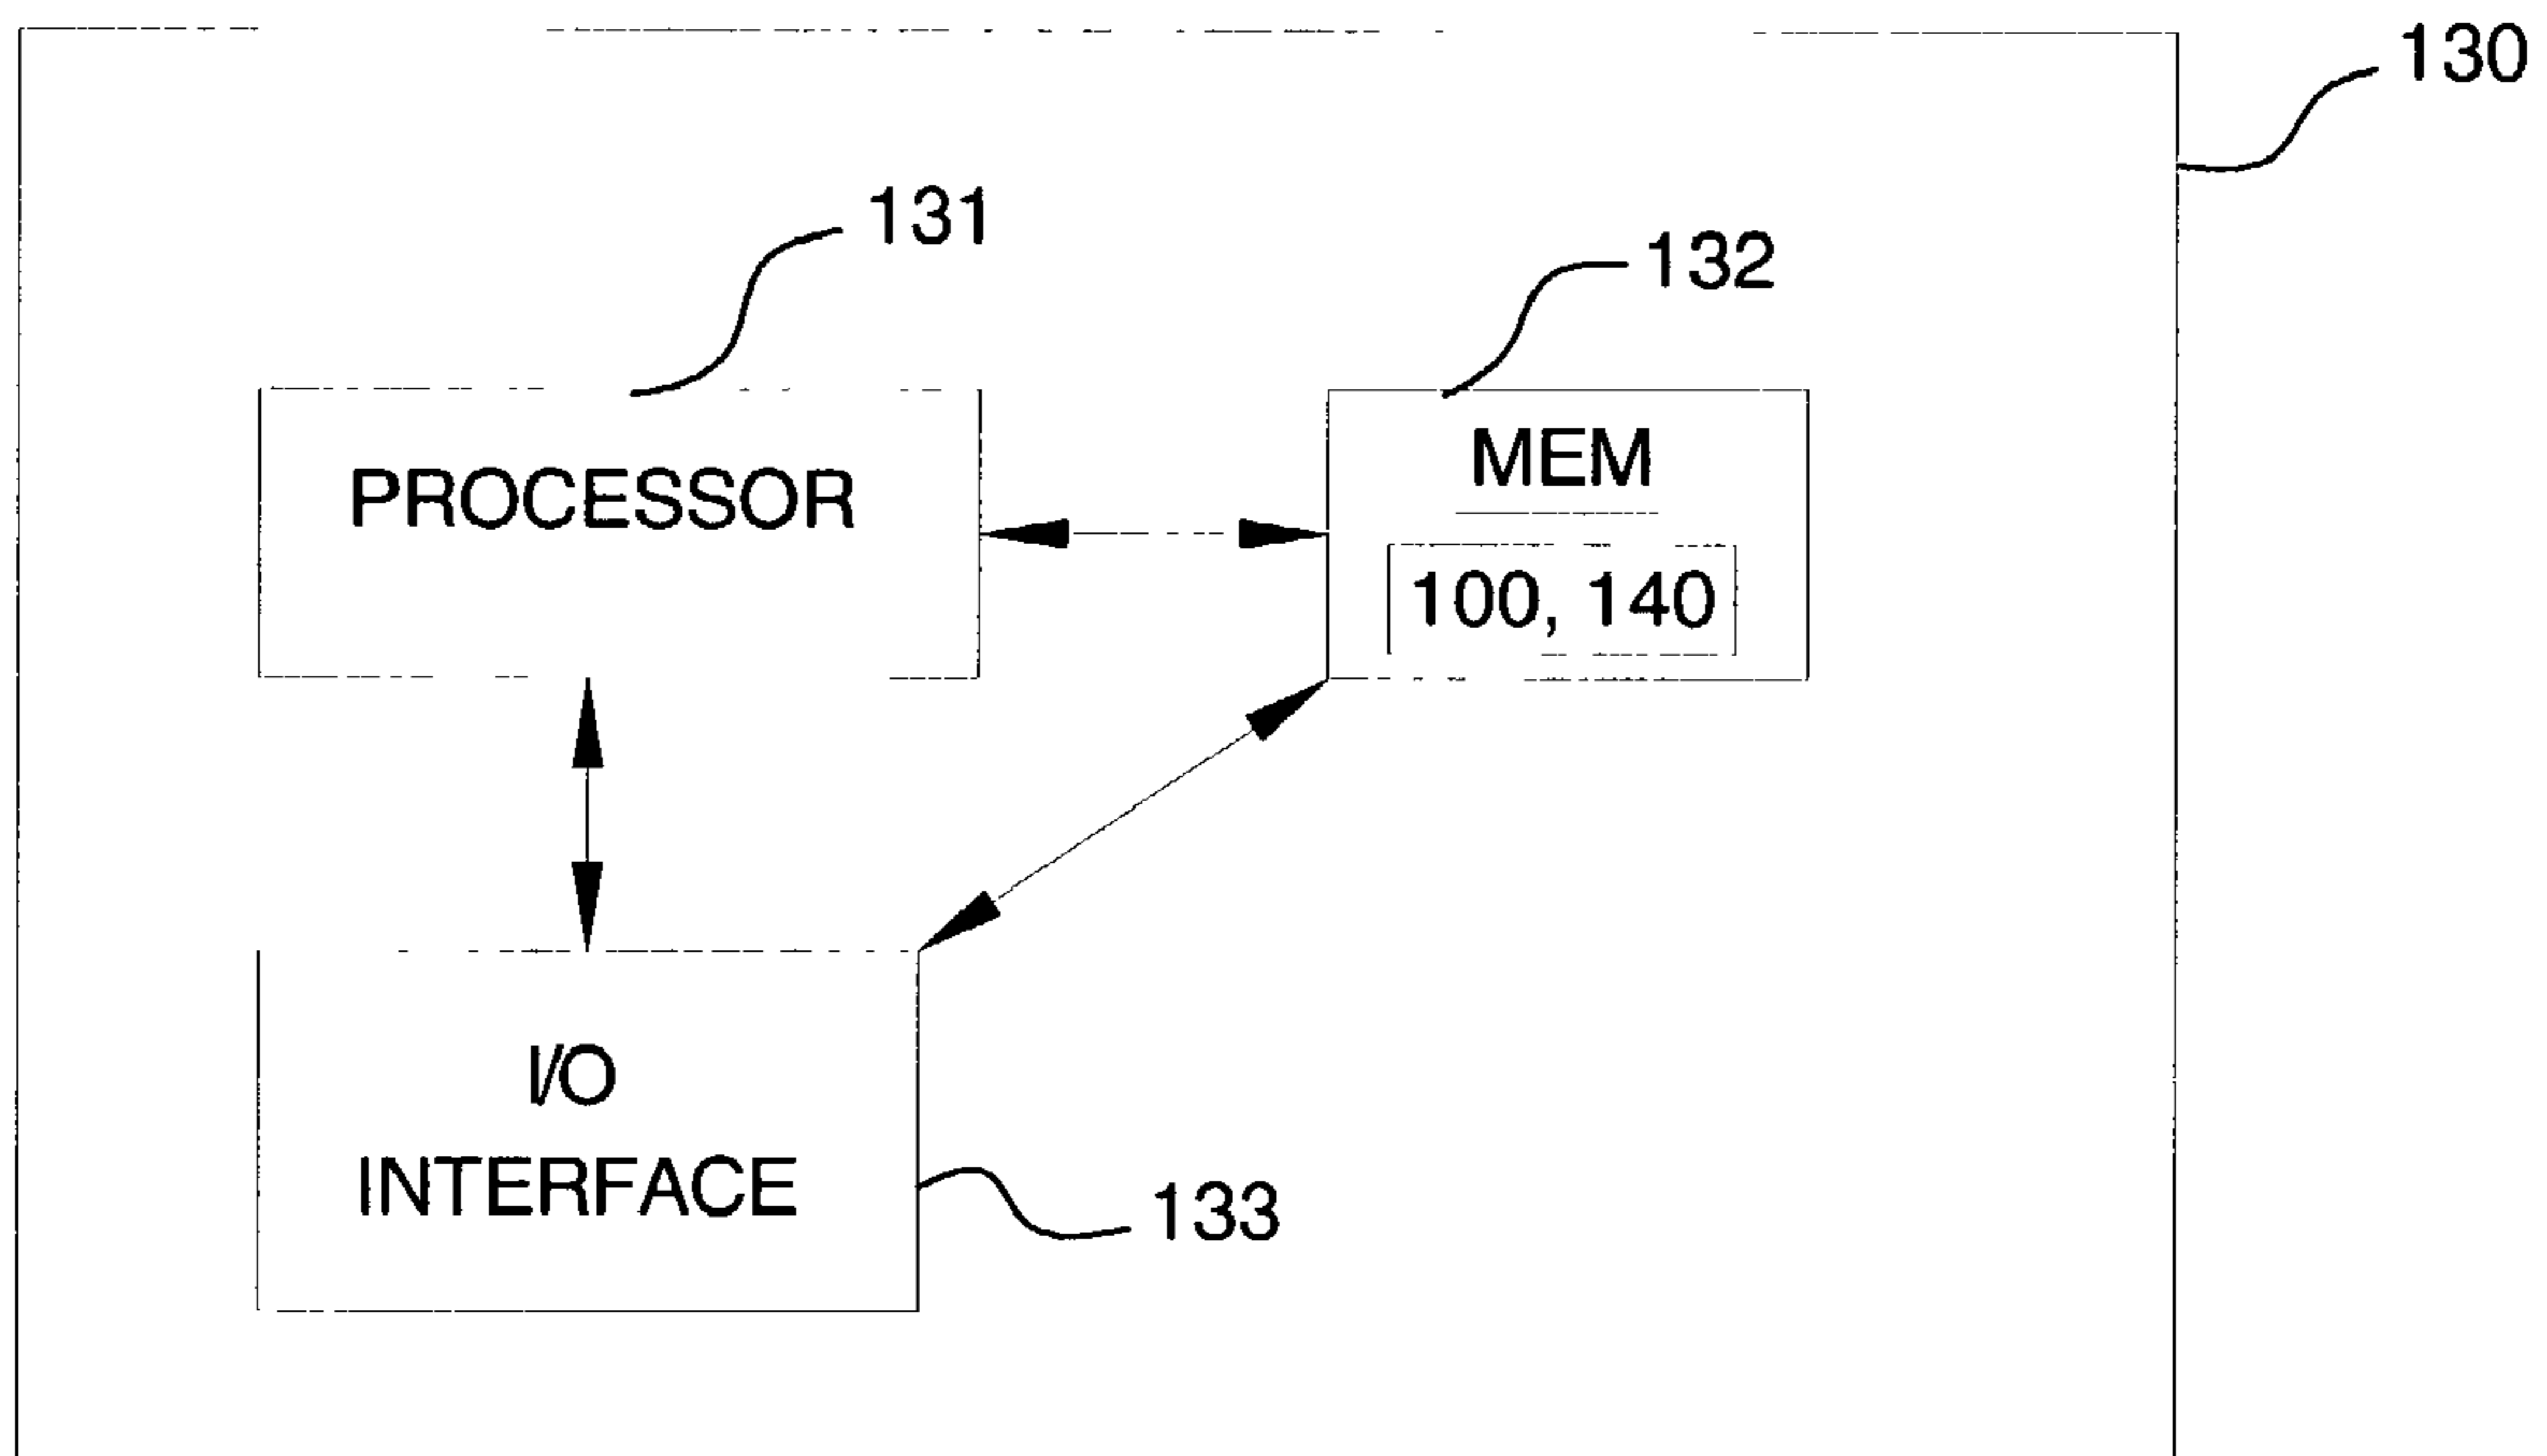 130
131
132
PROCESSOR
MEM
100, 140
I/O
INTERFACE
133